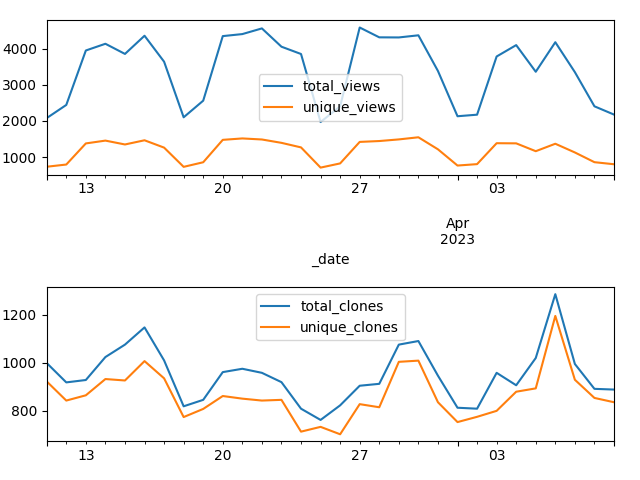 4000
3000
2000
1000
total_views
unique_views
13
20
27
03
Apr
2023
_date
1200
1000
800
total_clones
unique_clones
13
20
27
03